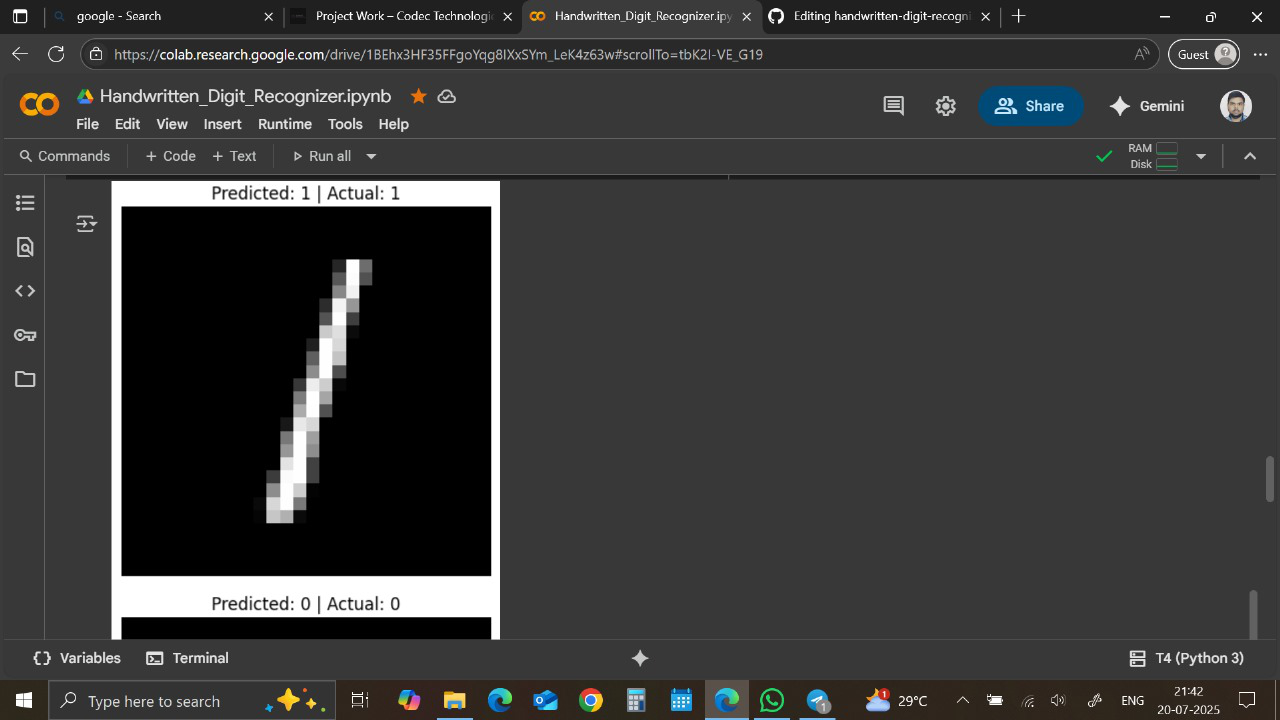 google - Search
Project Work – Codec Technologi
Handwritten_Digit_Recognizer.ipy
Editing handwritten-digit-recogni
https://colab.research.google.com/drive/1BEhx3HF35FFgoYqg8IXxSYm_LeK4z63w#scrollTo=tbK2I-VE_G19
Guest
Handwritten_Digit_Recognizer.ipynb
Share
Gemini
File Edit View Insert Runtime Tools Help
Commands + Code + Text Run all
RAM
Disk
Predicted: 1 | Actual: 1
Predicted: 0 | Actual: 0
Variables Terminal
T4 (Python 3)
Type here to search
1
1
29°C
ENG
21:42
20-07-2025